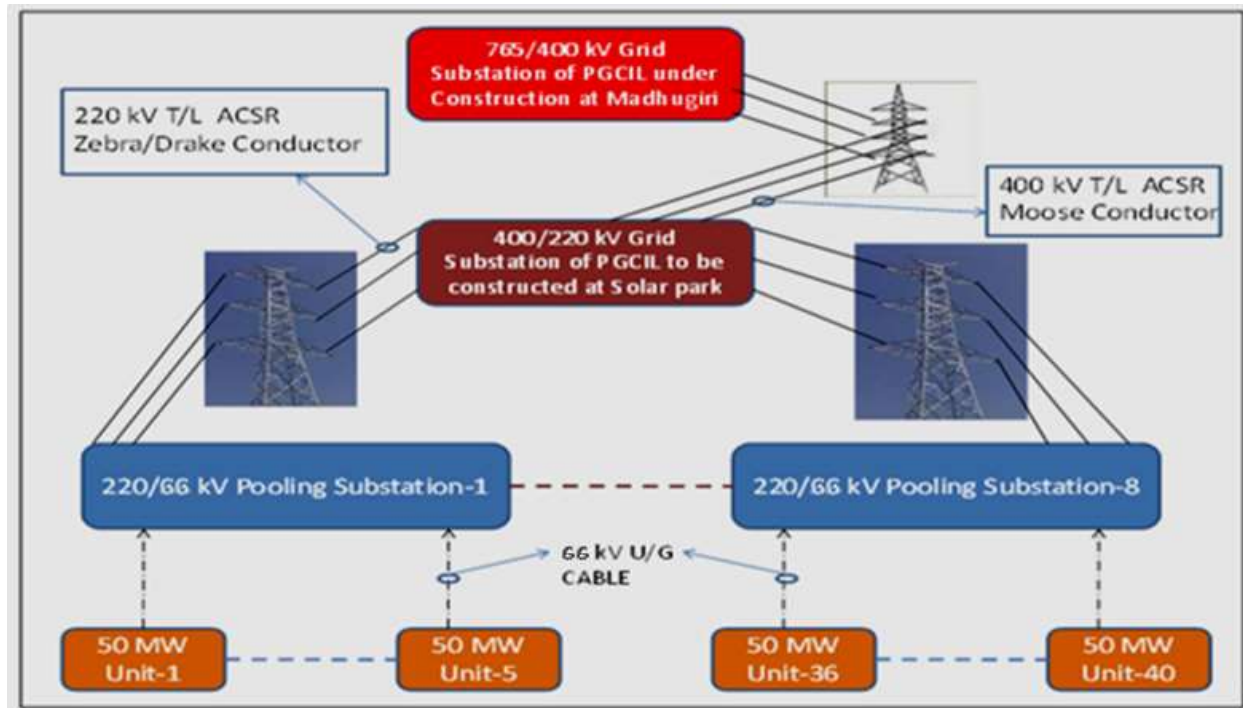 765/400 kV Grid
Substation of PGCIL under
Construction at Madhugiri
220 kV T/L ACSR
Zebra/Drake Conductor
400 kV T/L ACSR
Moose Conductor
400/220 kV Grid
Substation of PGCIL to be
constructed at Solar park
220/66 kV Pooling Substation-1
220/66 kV Pooling Substation-8
66 kV U/G
CABLE
50 MW
Unit-1
50 MW
Unit-5
50 MW
Unit-36
50 MW
Unit-40